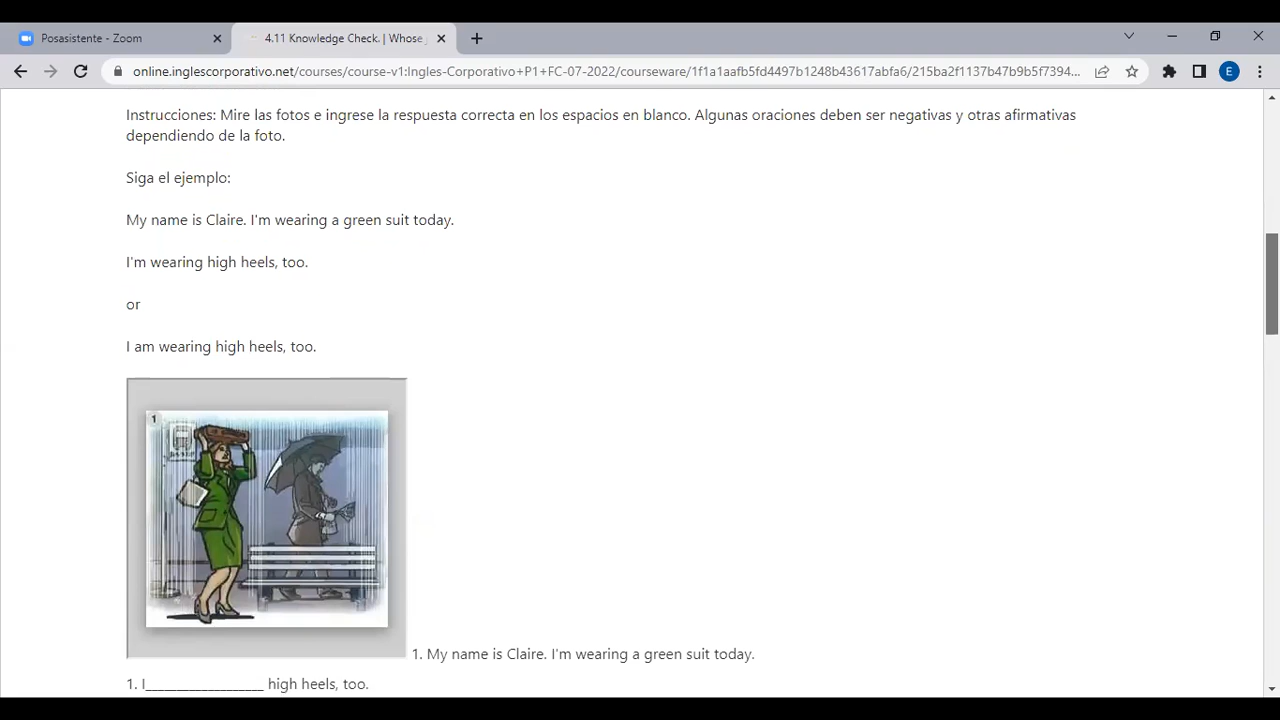 Posasistente - Zoom
4.11 Knowledge Check. | Whose
online.inglescorporativo.net/courses/course-v1:Ingles-Corporativo+P1+FC-07-2022/courseware/1f1a1aafb5fd4497b1248b43617abfa6/215ba2f1137b47b9b5f7394...
E
Instrucciones: Mire las fotos e ingrese la respuesta correcta en los espacios en blanco. Algunas oraciones deben ser negativas y otras afirmativas
dependiendo de la foto.
Siga el ejemplo:
My name is Claire. I'm wearing a green suit today.
I'm wearing high heels, too.
or
I am wearing high heels, too.
1
1. My name is Claire. I'm wearing a green suit today.
1. I__________________ high heels, too.